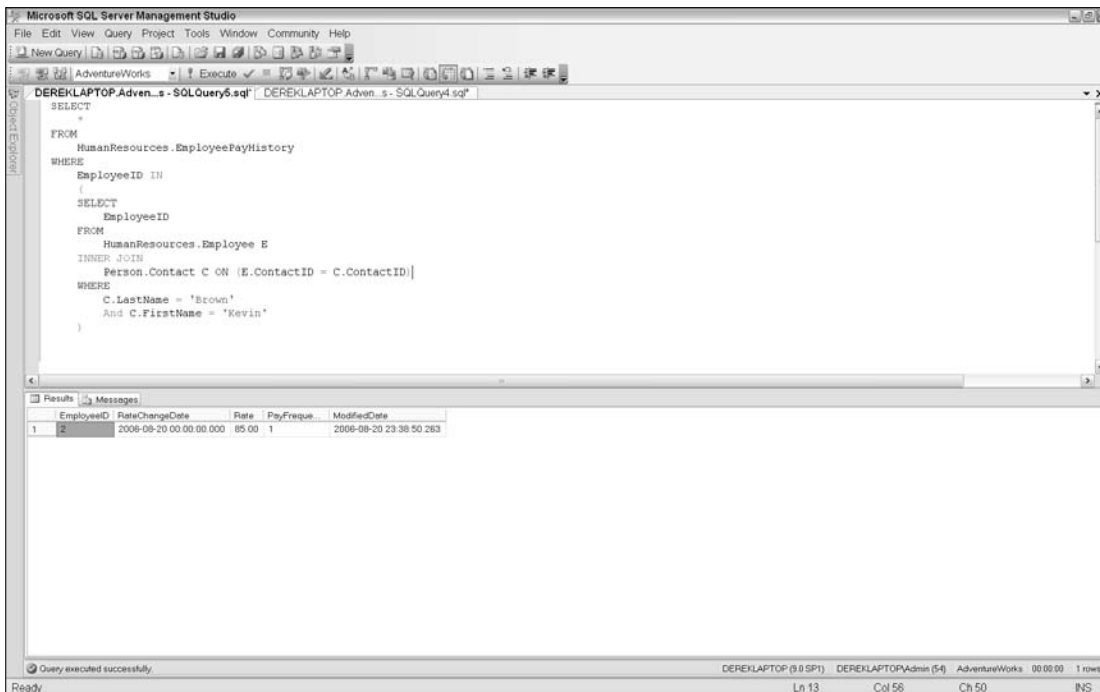 Microsoft SQL Server Management Studio
File Edit View Query Project Tools Window Community Help
New Query
AdventureWorks Execute
DEREKLAPTOP.Adven...s - SQLQuery5.sql* DEREKLAPTOP.Adven...s - SQLQuery4.sql*
Object Explorer
SELECT
*
FROM
HumanResources.EmployeePayHistory
WHERE
EmployeeID IN
(
SELECT
EmployeeID
FROM
HumanResources.Employee E
INNER JOIN
Person.Contact C ON (E.ContactID = C.ContactID)
WHERE
C.LastName = 'Brown'
And C.FirstName = 'Kevin'
)
Results Messages
EmployeeID RateChangeDate Rate PayFreque... ModifiedDate
1 2 2006-08-20 00:00:00.000 85.00 1 2006-08-20 23:38:50.263
Query executed successfully. DEREKLAPTOP (9.0 SP1) DEREKLAPTOP\Admin (54) AdventureWorks 00:00:00 1 rows
Ready Ln 13 Col 56 Ch 50 INS